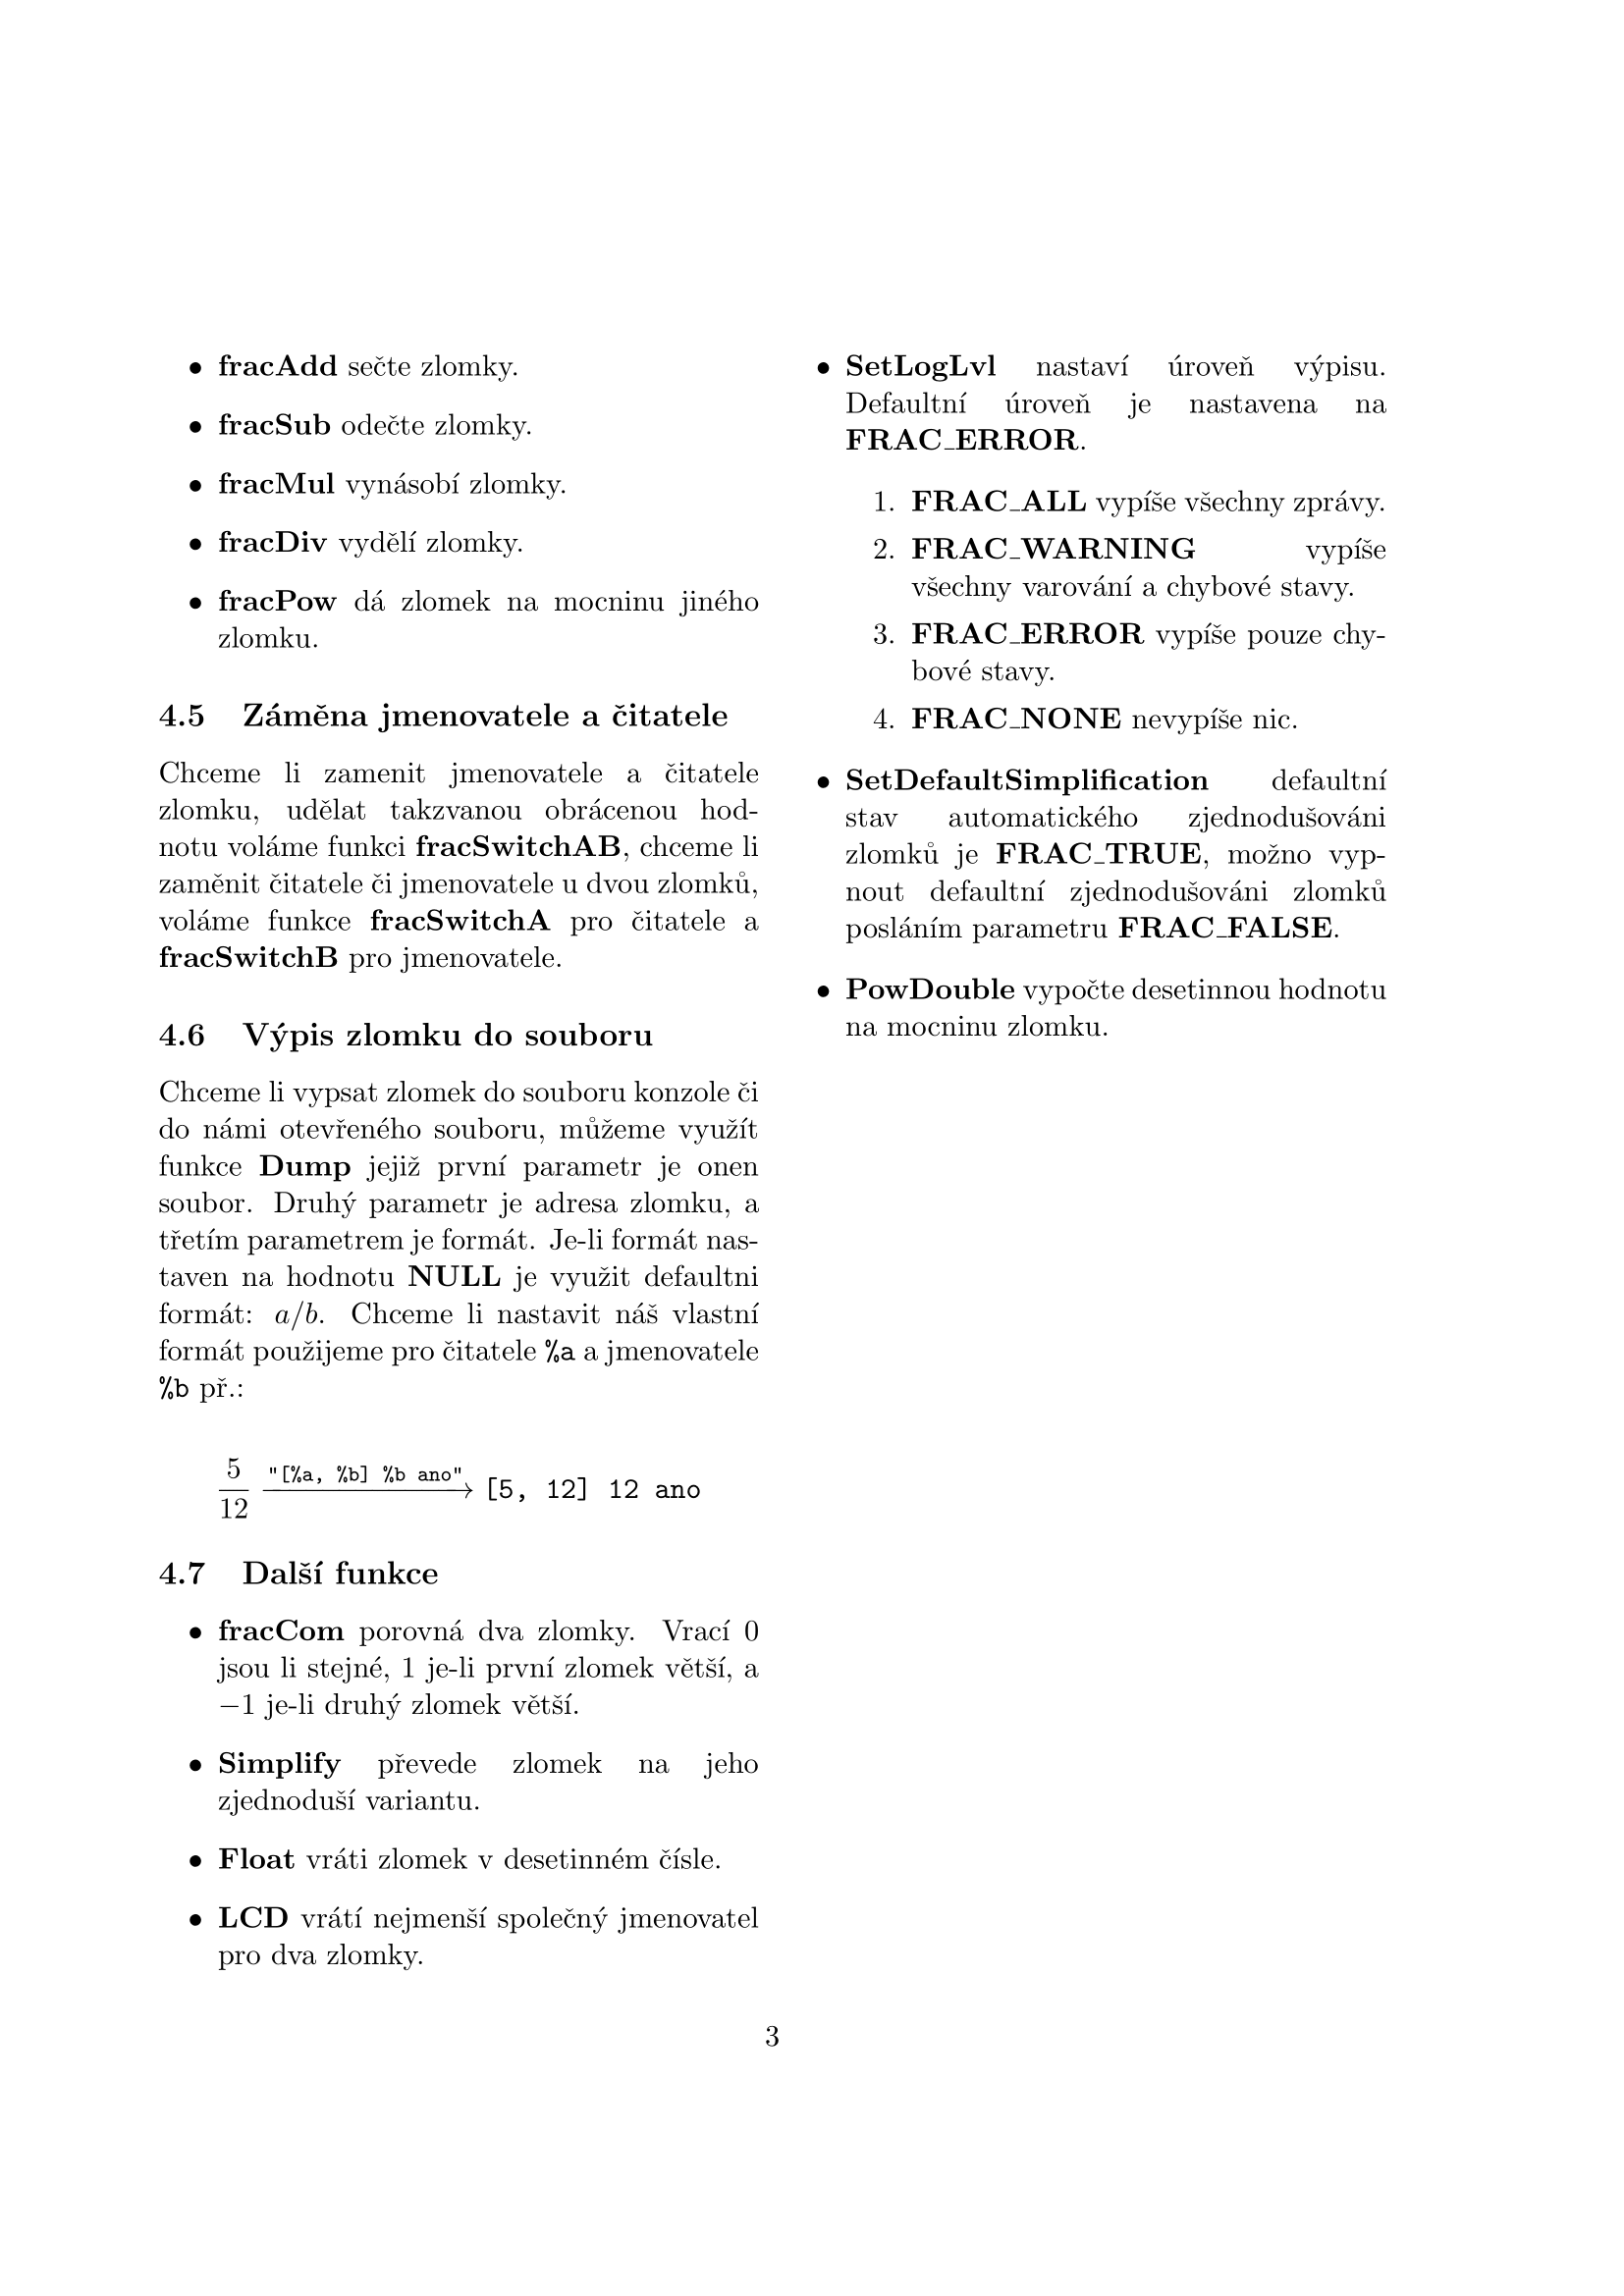 • fracAdd sečte zlomky.
• fracSub odečte zlomky.
• fracMul vynásobí zlomky.
• fracDiv vydělí zlomky.
• fracPow dá zlomek na mocninu jiného
zlomku.
4.5 Záměna jmenovatele a čitatele
Chceme li zamenit jmenovatele a čitatele
zlomku, udělat takzvanou obrácenou hod-
notu voláme funkci fracSwitchAB, chceme li
zaměnit čitatele či jmenovatele u dvou zlomků,
voláme funkce fracSwitchA pro čitatele a
fracSwitchB pro jmenovatele.
4.6 Výpis zlomku do souboru
Chceme li vypsat zlomek do souboru konzole či
do námi otevřeného souboru, můžeme využít
funkce Dump jejiž první parametr je onen
soubor. Druhý parametr je adresa zlomku, a
třetím parametrem je formát. Je-li formát nas-
taven na hodnotu NULL je využit defaultni
formát: a/b. Chceme li nastavit náš vlastní
formát použijeme pro čitatele %a a jmenovatele
%b př.:
5/12 "[%a, %b] %b ano"→ [5, 12] 12 ano
4.7 Další funkce
• fracCom porovná dva zlomky. Vrací 0
jsou li stejné, 1 je-li první zlomek větší, a
−1 je-li druhý zlomek větší.
• Simplify převede zlomek na jeho
zjednoduší variantu.
• Float vráti zlomek v desetinném čísle.
• LCD vrátí nejmenší společný jmenovatel
pro dva zlomky.
• SetLogLvl nastaví úroveň výpisu.
Defaultní úroveň je nastavena na
FRAC_ERROR.
1. FRAC_ALL vypíše všechny zprávy.
2. FRAC_WARNING vypíše
všechny varování a chybové stavy.
3. FRAC_ERROR vypíše pouze chy-
bové stavy.
4. FRAC_NONE nevypíše nic.
• SetDefaultSimplification defaultní
stav automatického zjednodušováni
zlomků je FRAC_TRUE, možno vyp-
nout defaultní zjednodušováni zlomků
posláním parametru FRAC_FALSE.
• PowDouble vypočte desetinnou hodnotu
na mocninu zlomku.
3